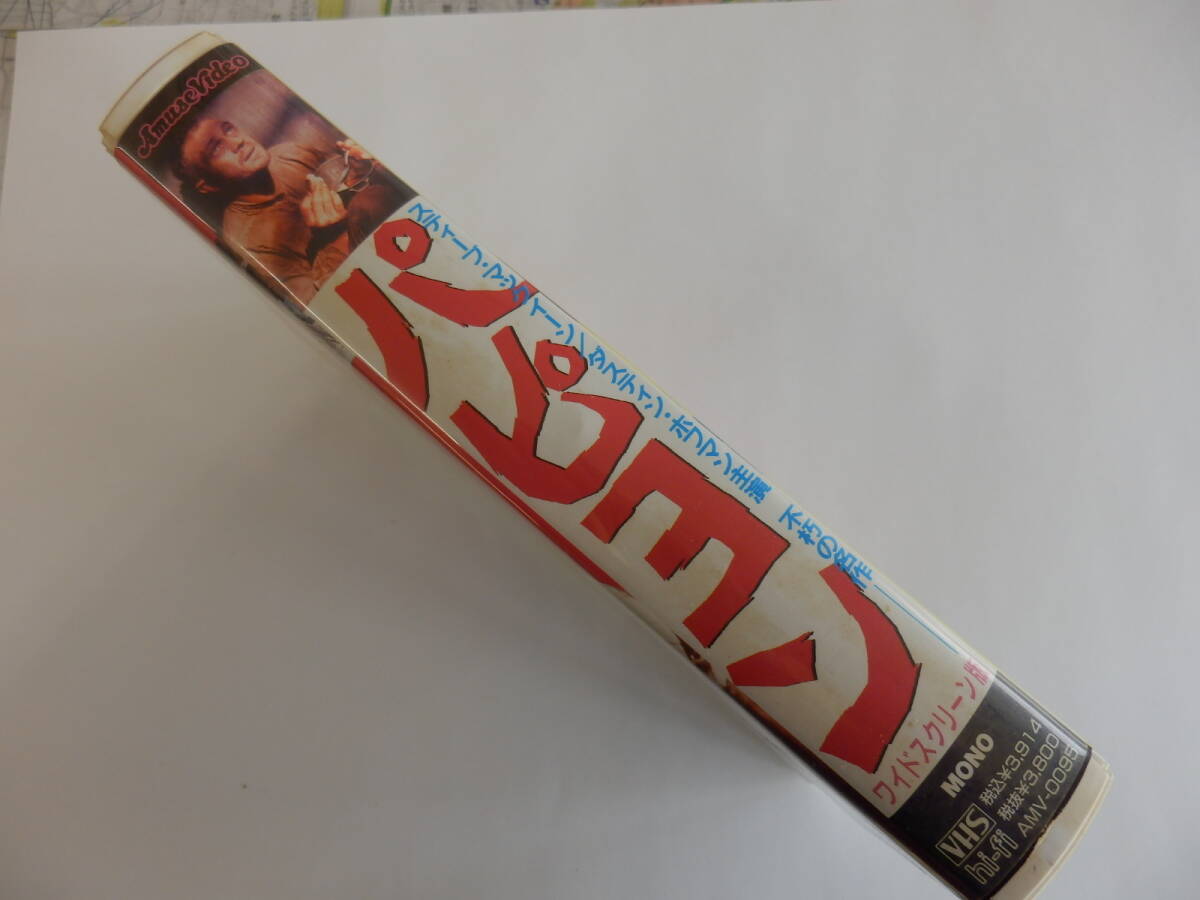 Amuse Video
スティーブ・マックィーン/ダスティン・ホフマン主演 不朽の名作
パピヨン
ワイドスクリーン版
MONO
VHS
hi-fi
税込¥3,914
税抜¥3,800
AMV-0095